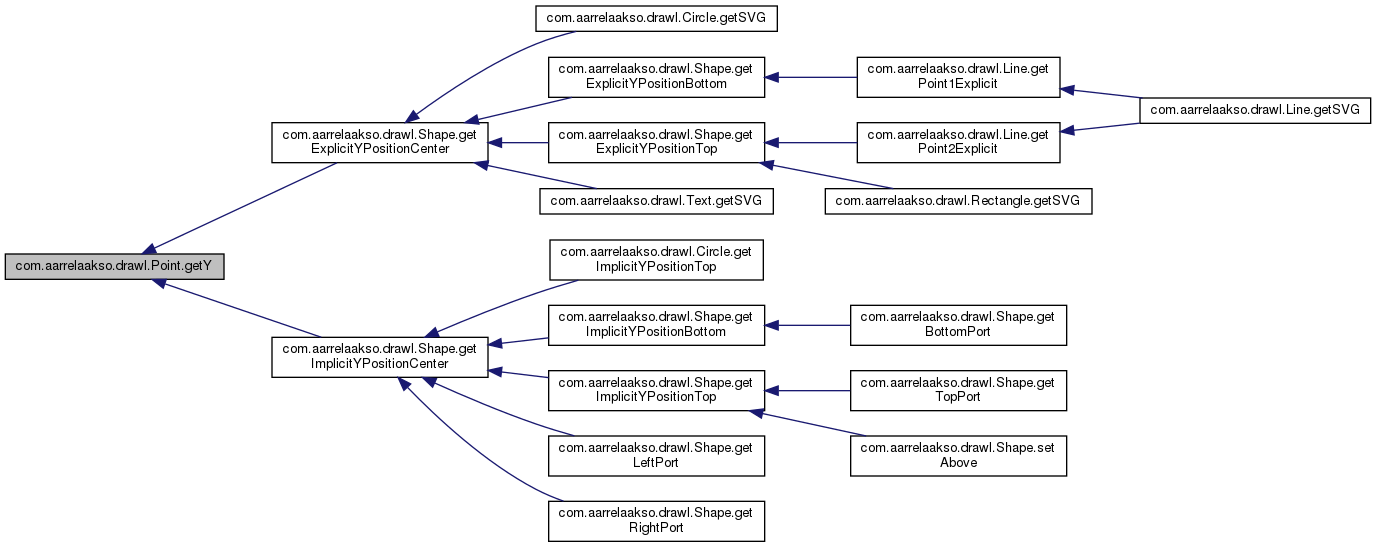 com.aarrelaakso.drawl.Circle.getSVG
com.aarrelaakso.drawl.Shape.get
ExplicitYPositionBottom
com.aarrelaakso.drawl.Line.get
Point1Explicit
com.aarrelaakso.drawl.Line.getSVG
com.aarrelaakso.drawl.Shape.get
ExplicitYPositionCenter
com.aarrelaakso.drawl.Shape.get
ExplicitYPositionTop
com.aarrelaakso.drawl.Line.get
Point2Explicit
com.aarrelaakso.drawl.Text.getSVG
com.aarrelaakso.drawl.Rectangle.getSVG
com.aarrelaakso.drawl.Point.getY
com.aarrelaakso.drawl.Circle.get
ImplicitYPositionTop
com.aarrelaakso.drawl.Shape.get
ImplicitYPositionBottom
com.aarrelaakso.drawl.Shape.get
BottomPort
com.aarrelaakso.drawl.Shape.get
ImplicitYPositionCenter
com.aarrelaakso.drawl.Shape.get
ImplicitYPositionTop
com.aarrelaakso.drawl.Shape.get
TopPort
com.aarrelaakso.drawl.Shape.get
LeftPort
com.aarrelaakso.drawl.Shape.set
Above
com.aarrelaakso.drawl.Shape.get
RightPort